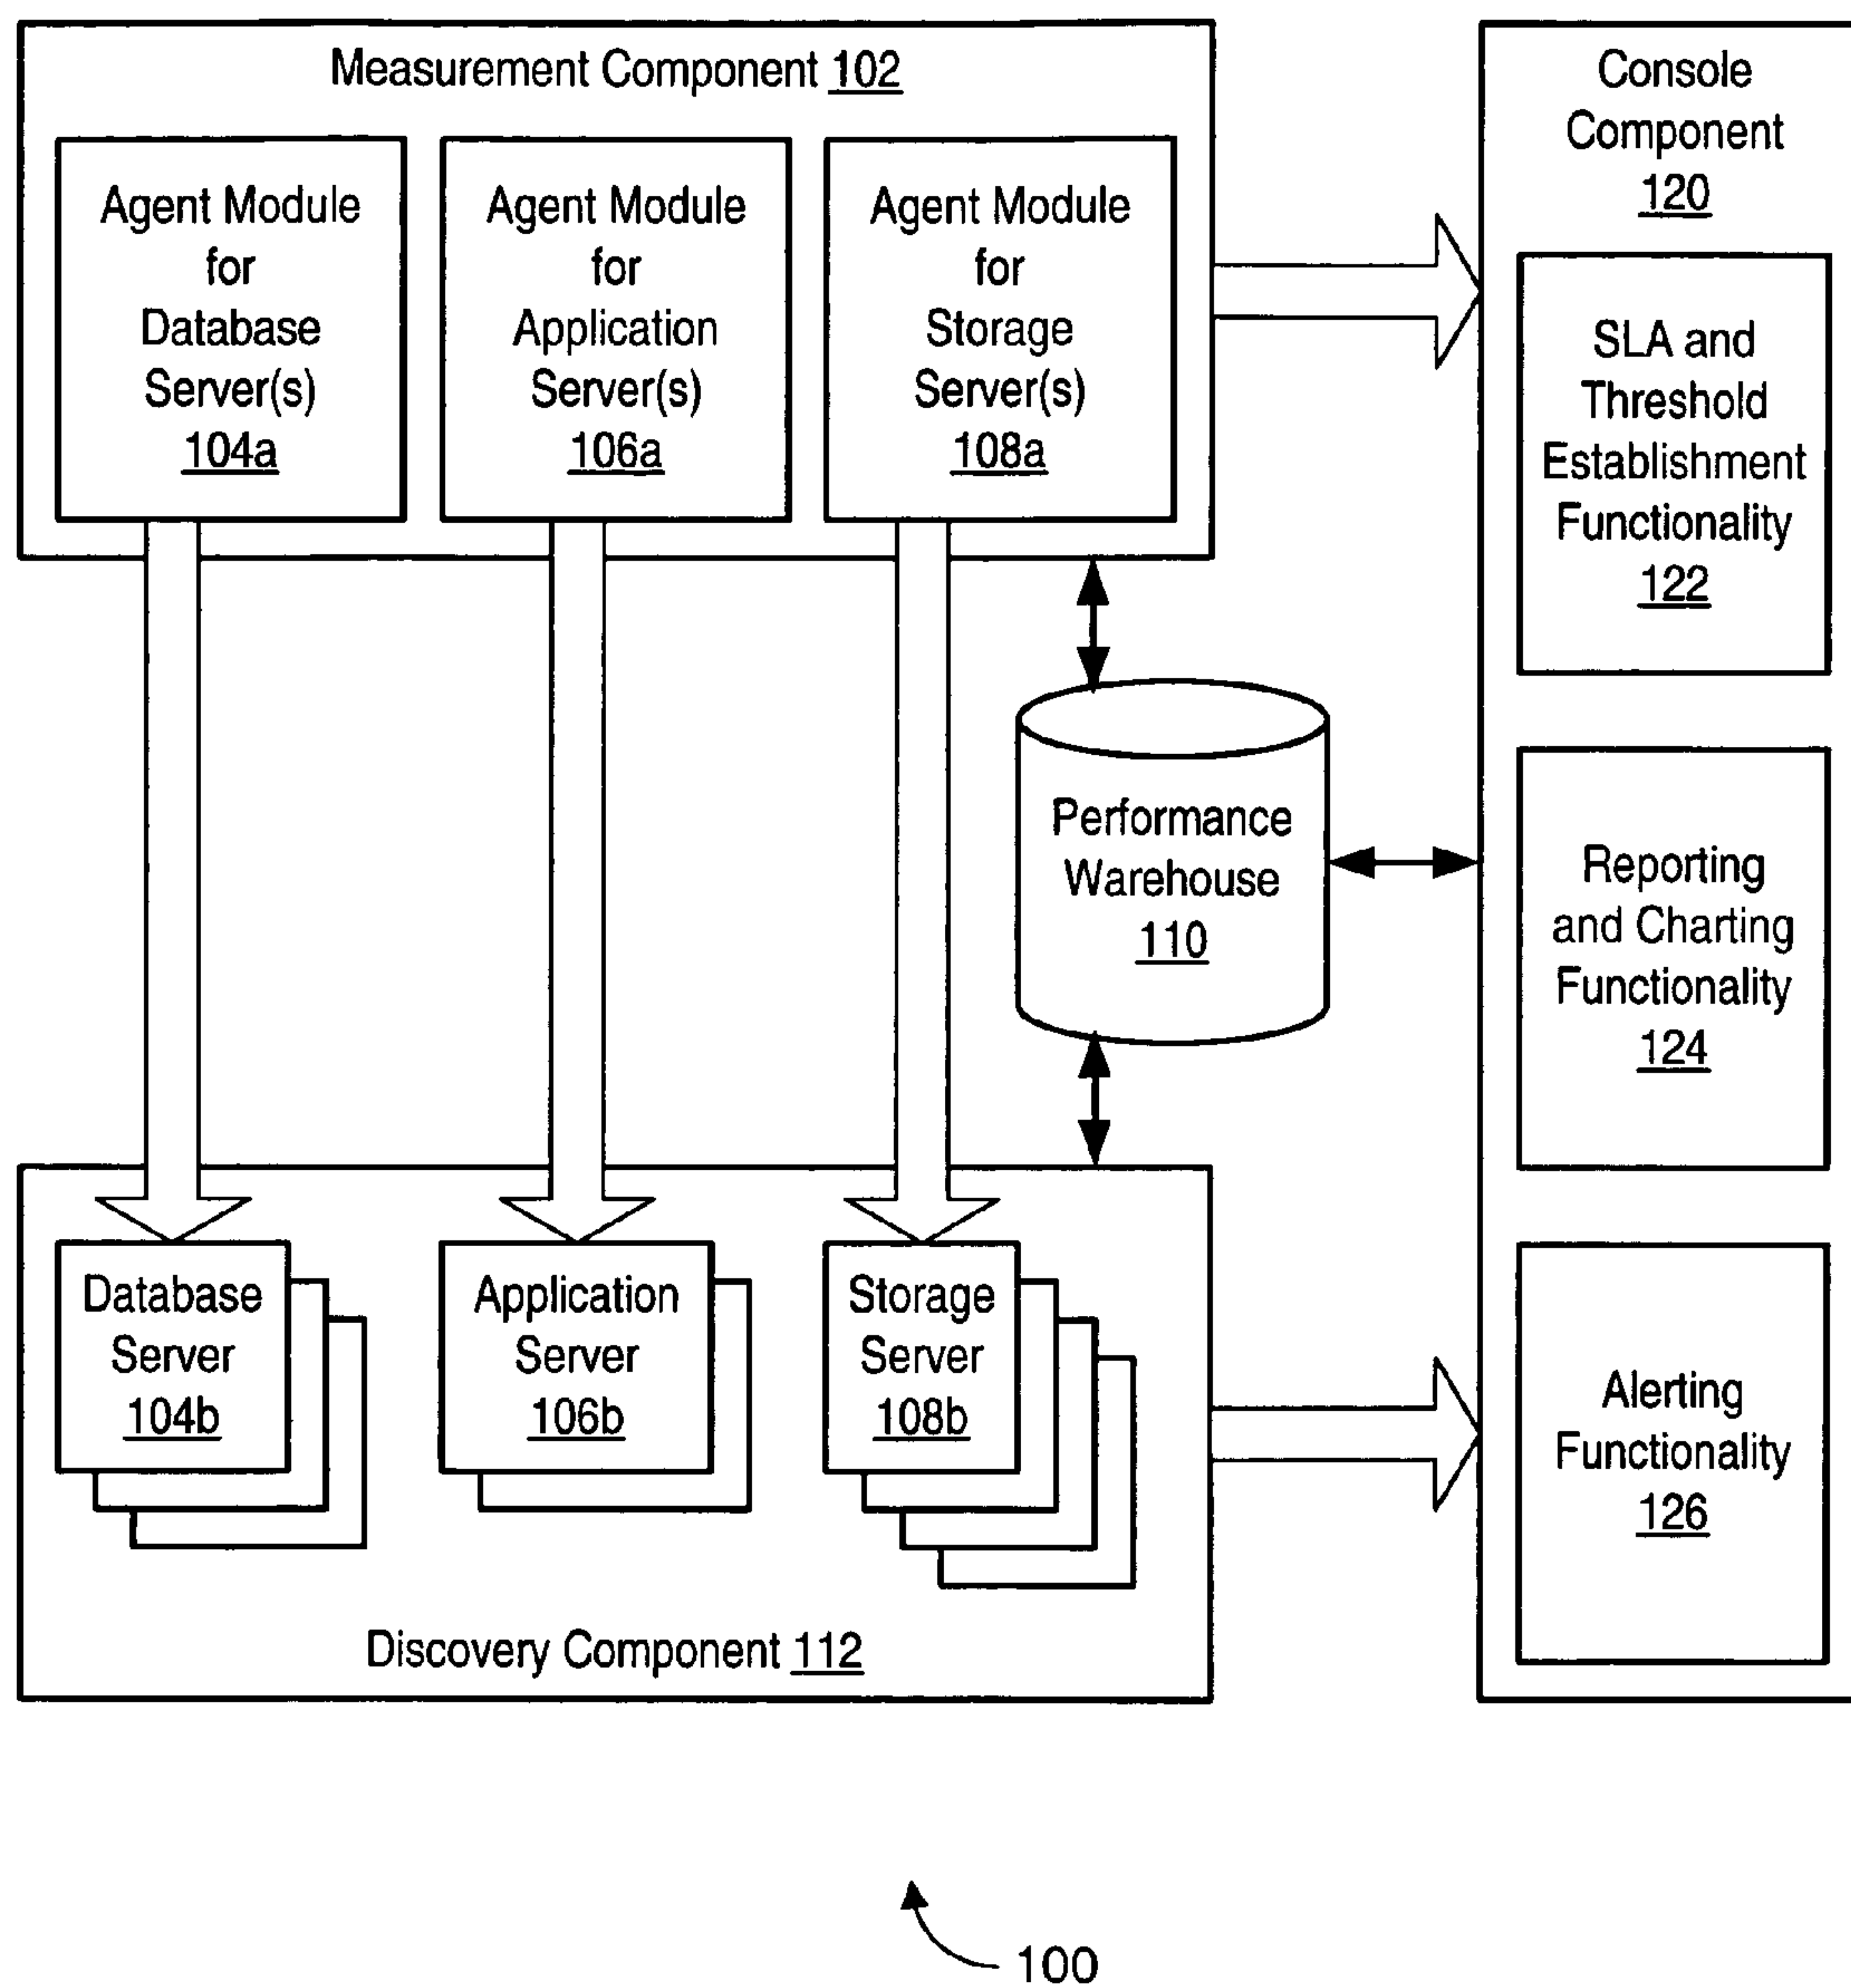 Measurement Component 102
Agent Module
for
Database
Server(s)
104a
Agent Module
for
Application
Server(s)
106a
Agent Module
for
Storage
Server(s)
108a
Console
Component
120
SLA and
Threshold
Establishment
Functionality
122
Performance
Warehouse
110
Reporting
and Charting
Functionality
124
Database
Server
104b
Application
Server
106b
Storage
Server
108b
Alerting
Functionality
126
Discovery Component 112
100